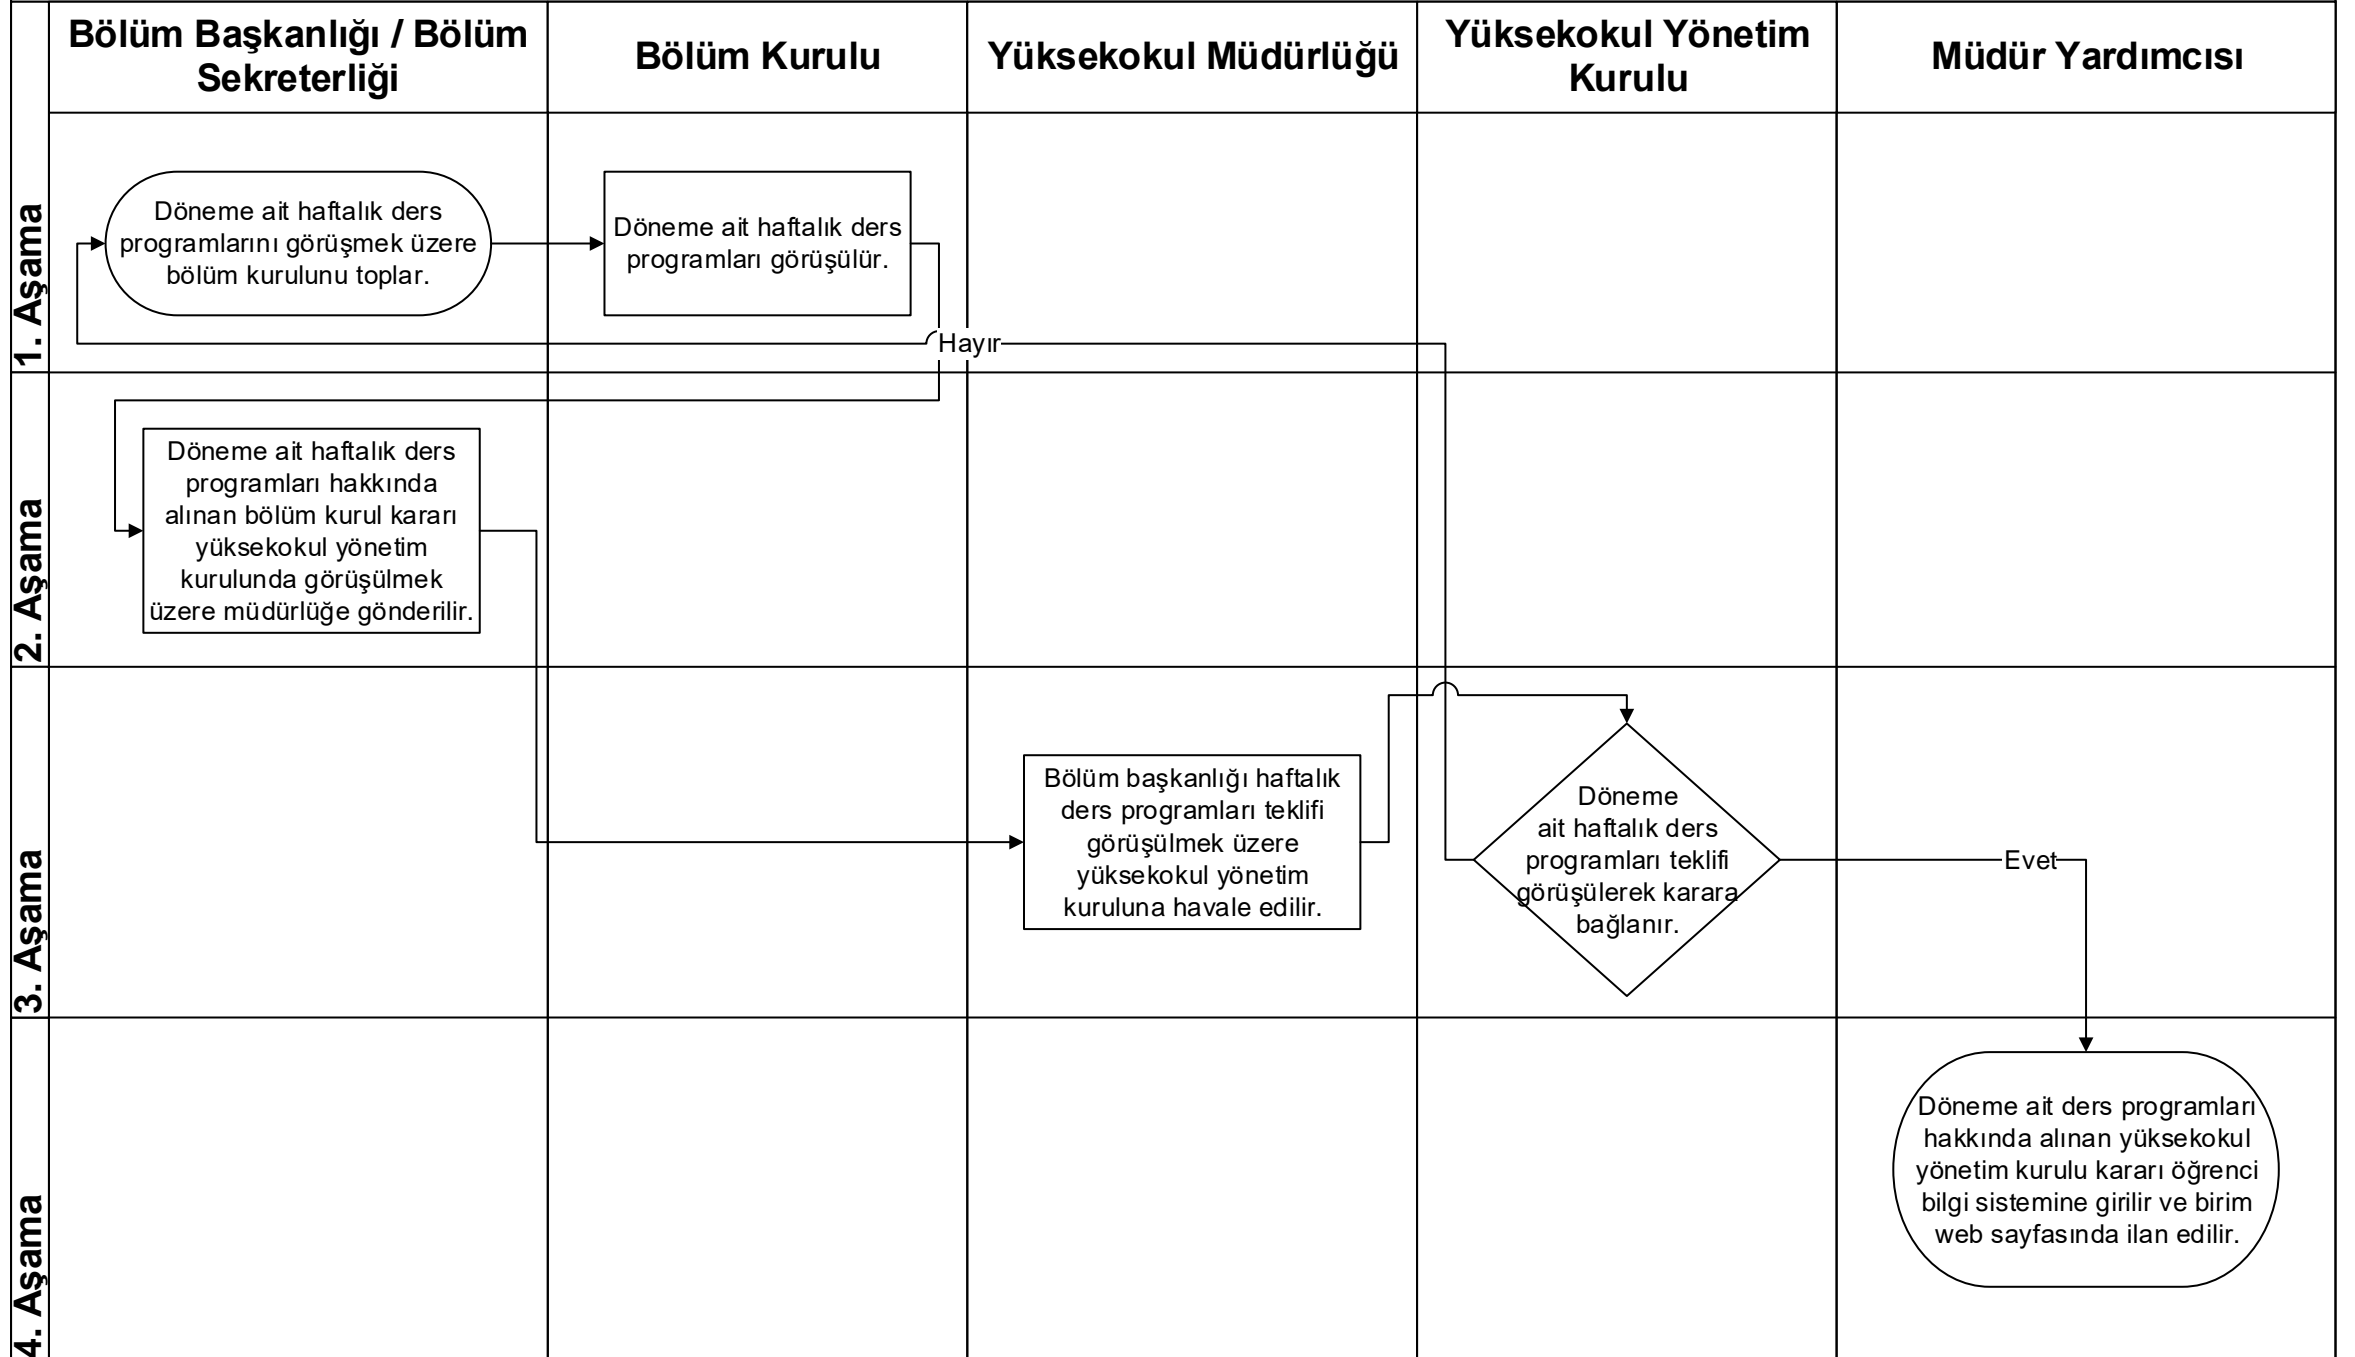 Bölüm Başkanlığı / Bölüm
Sekreterliği
Bölüm Kurulu
Yüksekokul Müdürlüğü
Yüksekokul Yönetim
Kurulu
Müdür Yardımcısı
1. Aşama
Döneme ait haftalık ders
programlarını görüşmek üzere
bölüm kurulunu toplar.
Döneme ait haftalık ders
programları görüşülür.
Hayır
2. Aşama
Döneme ait haftalık ders
programları hakkında
alınan bölüm kurul kararı
yüksekokul yönetim
kurulunda görüşülmek
üzere müdürlüğe gönderilir.
3. Aşama
Bölüm başkanlığı haftalık
ders programları teklifi
görüşülmek üzere
yüksekokul yönetim
kuruluna havale edilir.
Döneme
ait haftalık ders
programları teklifi
görüşülerek karara
bağlanır.
Evet
4. Aşama
Döneme ait ders programları
hakkında alınan yüksekokul
yönetim kurulu kararı öğrenci
bilgi sistemine girilir ve birim
web sayfasında ilan edilir.